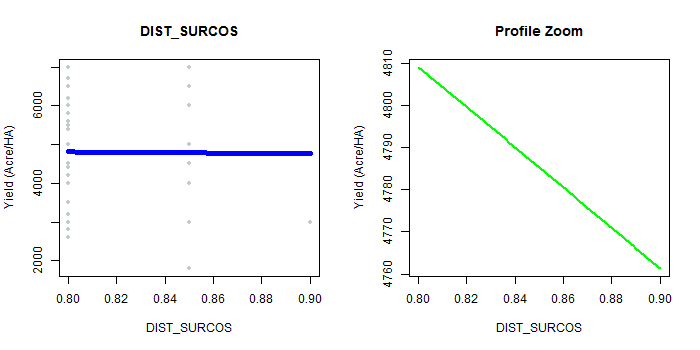 DIST_SURCOS
Yield (Acre/HA)
6000
4000
2000
0.80 0.82 0.84 0.86 0.88 0.90
DIST_SURCOS
Profile Zoom
Yield (Acre/HA)
4810
4800
4790
4780
4770
4760
0.80 0.82 0.84 0.86 0.88 0.90
DIST_SURCOS